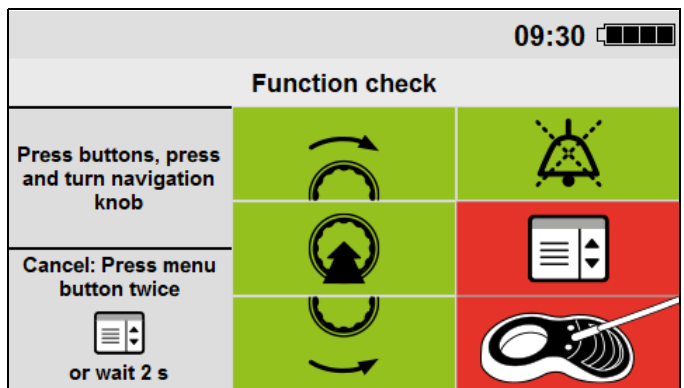 09:30
Function check
Press buttons, press
and turn navigation
knob
Cancel: Press menu
button twice
or wait 2 s